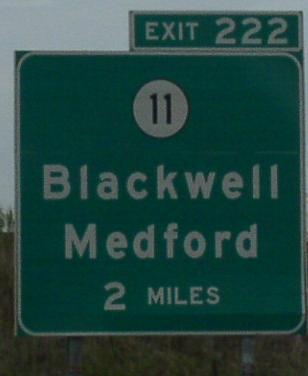 EXIT 222
11
Blackwell
Medford
2 MILES